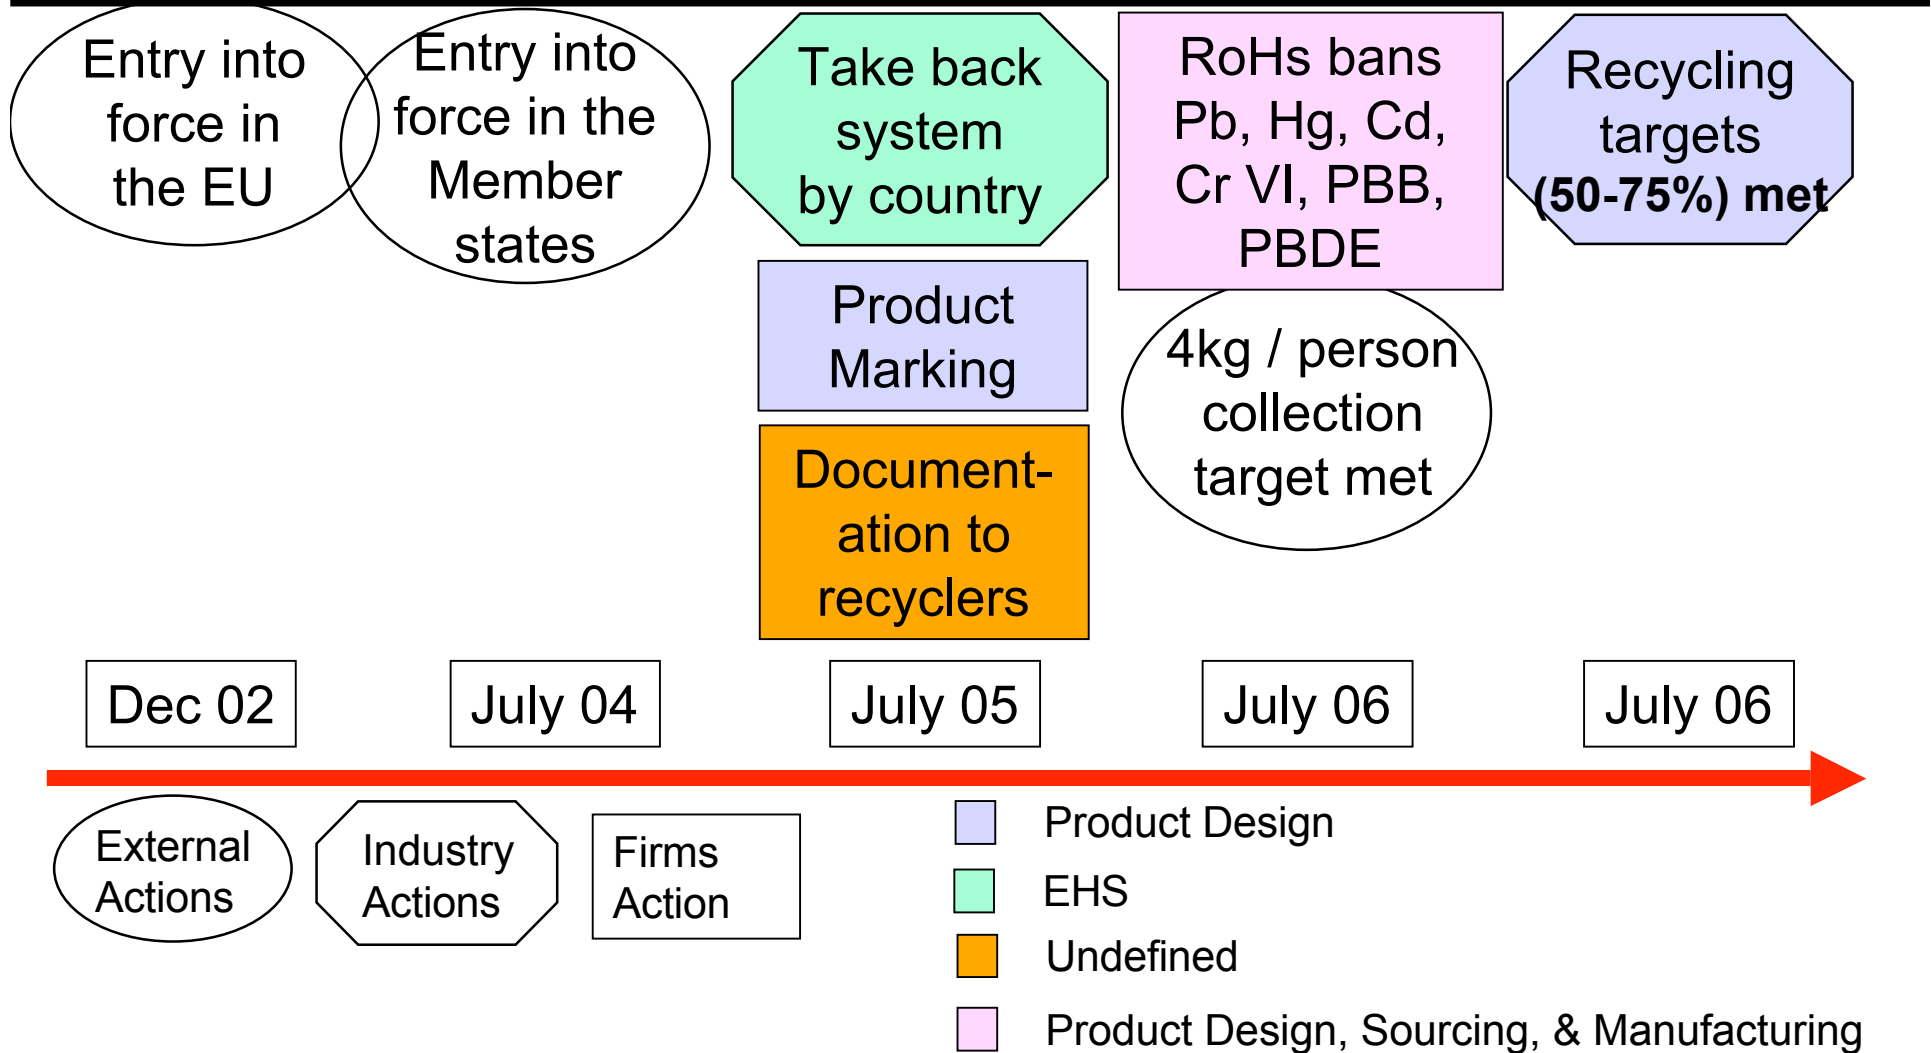 Entry into
force in
the EU
Entry into
force in the
Member
states
Take back
system
by country
RoHs bans
Pb, Hg, Cd,
Cr VI, PBB,
PBDE
Recycling
targets
(50-75%) met
Product
Marking
4kg / person
collection
target met
Document-
ation to
recyclers
Dec 02
July 04
July 05
July 06
July 06
External
Actions
Industry
Actions
Firms
Action
Product Design
EHS
Undefined
Product Design, Sourcing, & Manufacturing